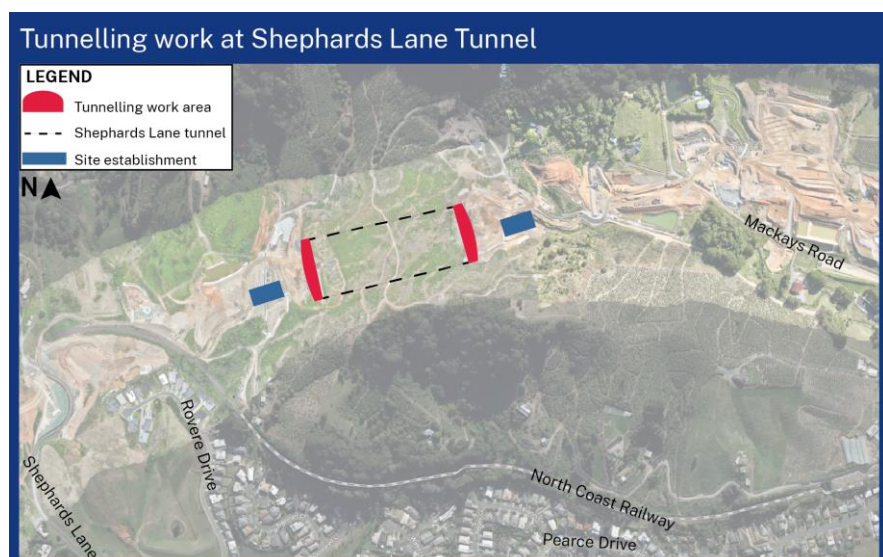 Tunnelling work at Shephards Lane Tunnel
LEGEND
Tunnelling work area
Shephards Lane tunnel
Site establishment
N
Mackays Road
Rovere Drive
Shephards Lane
North Coast Railway
Pearce Drive